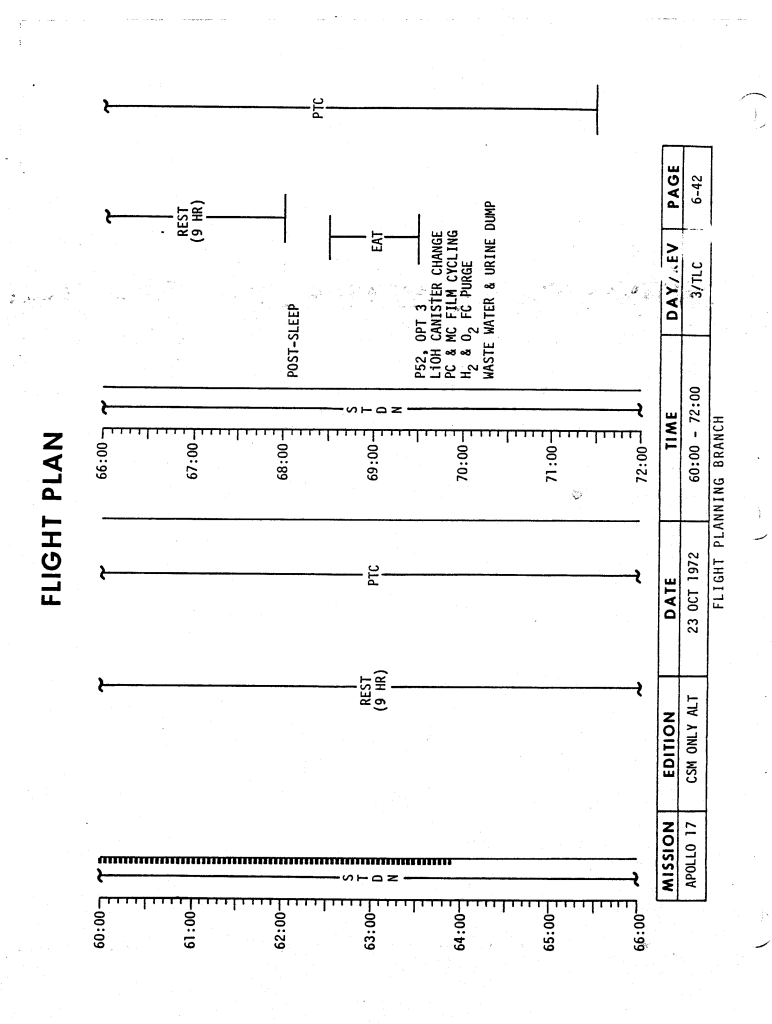 FLIGHT PLAN
60:00
61:00
62:00
63:00
64:00
65:00
66:00
STDN
REST
(9 HR)
PTC
66:00
67:00
68:00
69:00
70:00
71:00
72:00
STDN
POST-SLEEP
P52, OPT 3
LiOH CANISTER CHANGE
PC & MC FILM CYCLING
H2 & O2 FC PURGE
WASTE WATER & URINE DUMP
REST
(9 HR)
EAT
PTC
MISSION EDITION DATE TIME DAY/REV PAGE
APOLLO 17 CSM ONLY ALT 23 OCT 1972 60:00 - 72:00 3/TLC 6-42
FLIGHT PLANNING BRANCH